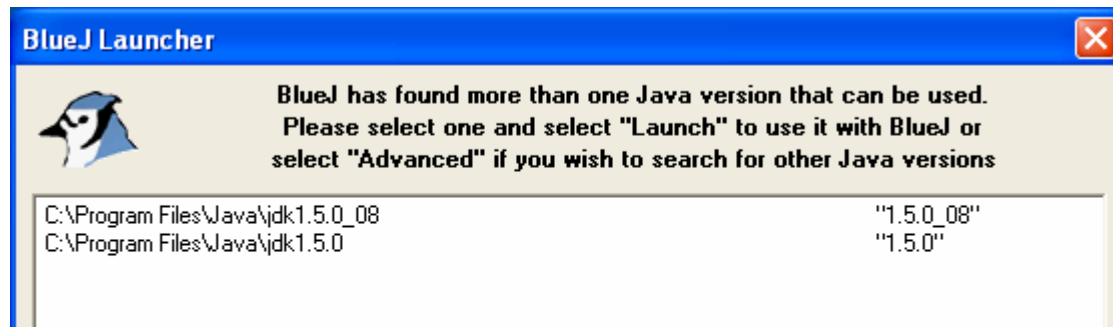 BlueJ Launcher
BlueJ has found more than one Java version that can be used.
Please select one and select "Launch" to use it with BlueJ or
select "Advanced" if you wish to search for other Java versions
C:\Program Files\Java\jdk1.5.0_08 "1.5.0_08"
C:\Program Files\Java\jdk1.5.0 "1.5.0"